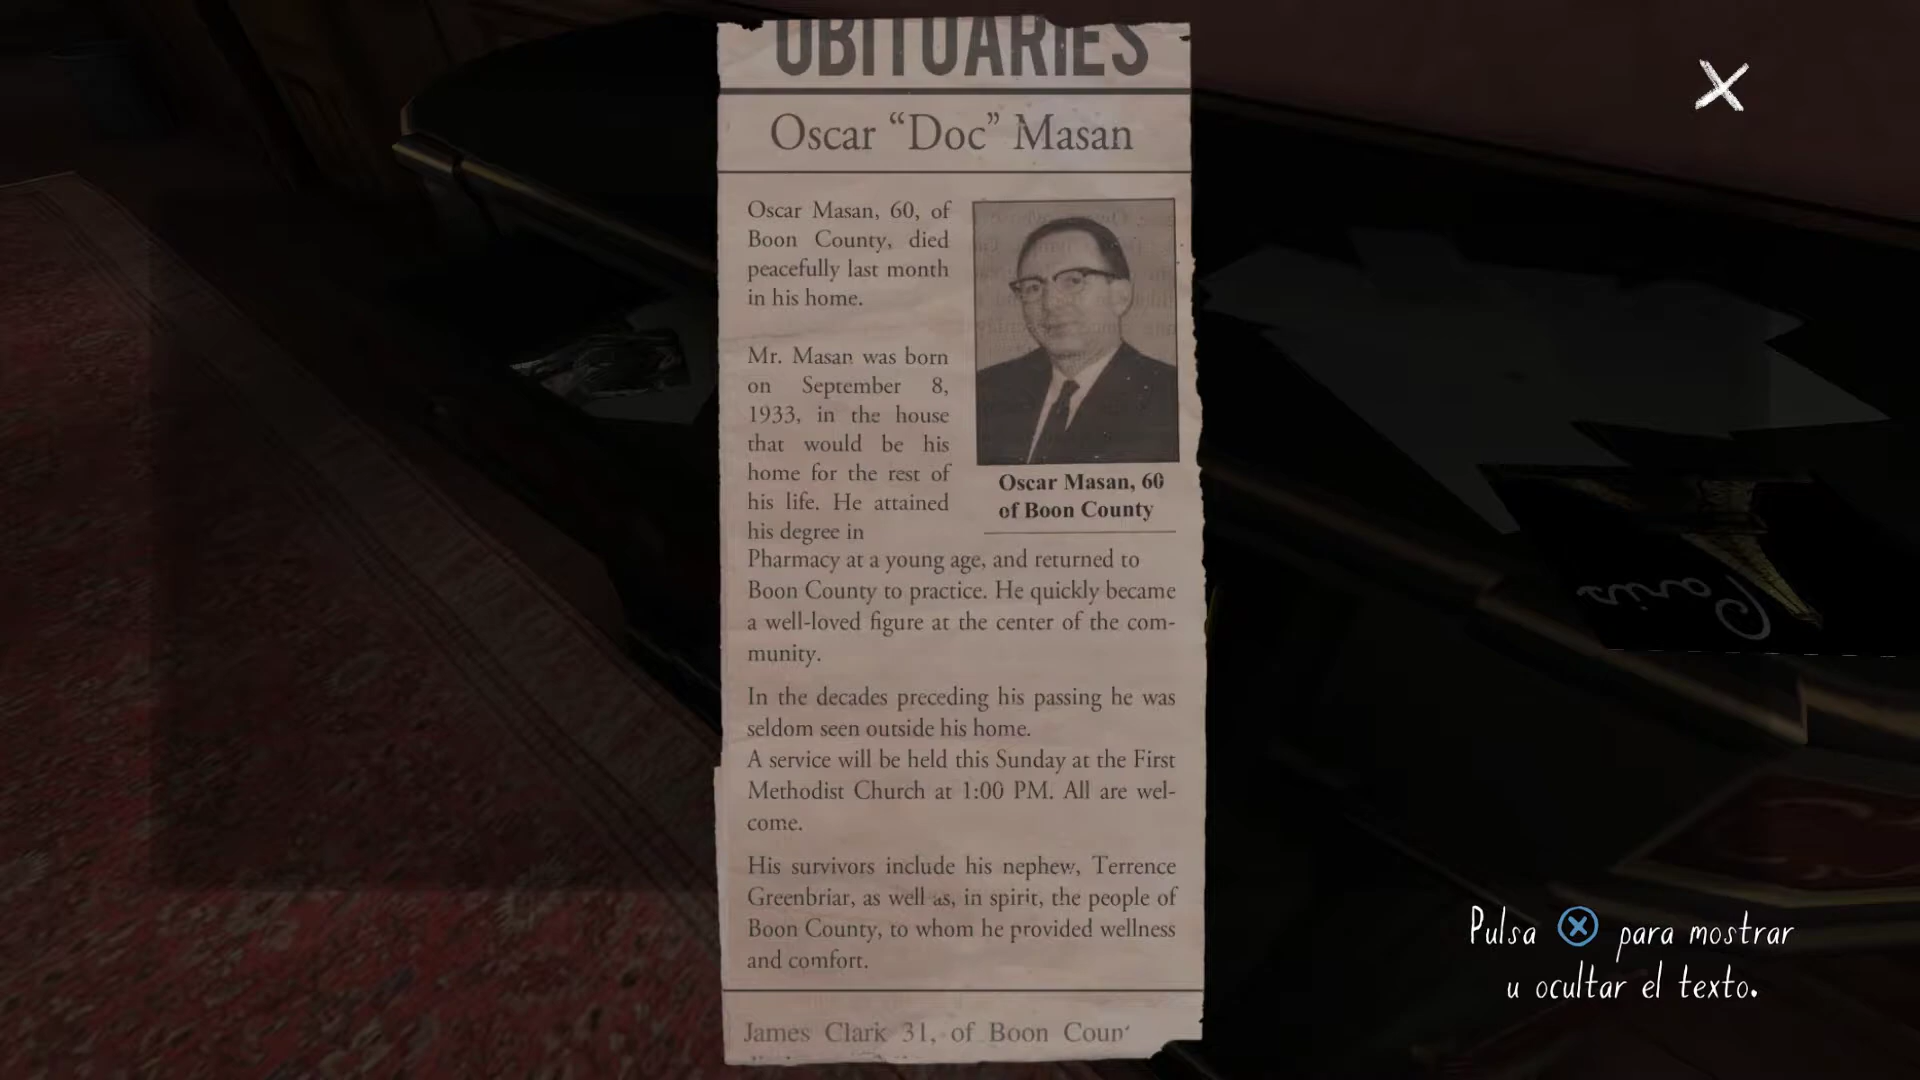 OBITUARIES
Oscar “Doc” Masan
Oscar Masan, 60, of
Boon County, died
peacefully last month
in his home.
Mr. Masan was born
on September 8,
1933, in the house
that would be his
home for the rest of
his life. He attained
his degree in
Pharmacy at a young age, and returned to
Boon County to practice. He quickly became
a well-loved figure at the center of the com-
munity.
In the decades preceding his passing he was
seldom seen outside his home.
A service will be held this Sunday at the First
Methodist Church at 1:00 PM. All are wel-
come.
His survivors include his nephew, Terrence
Greenbriar, as well as, in spirit, the people of
Boon County, to whom he provided wellness
and comfort.
Oscar Masan, 60
of Boon County
James Clark 31, of Boon Coun
Paris
Pulsa para mostrar
u ocultar el texto.